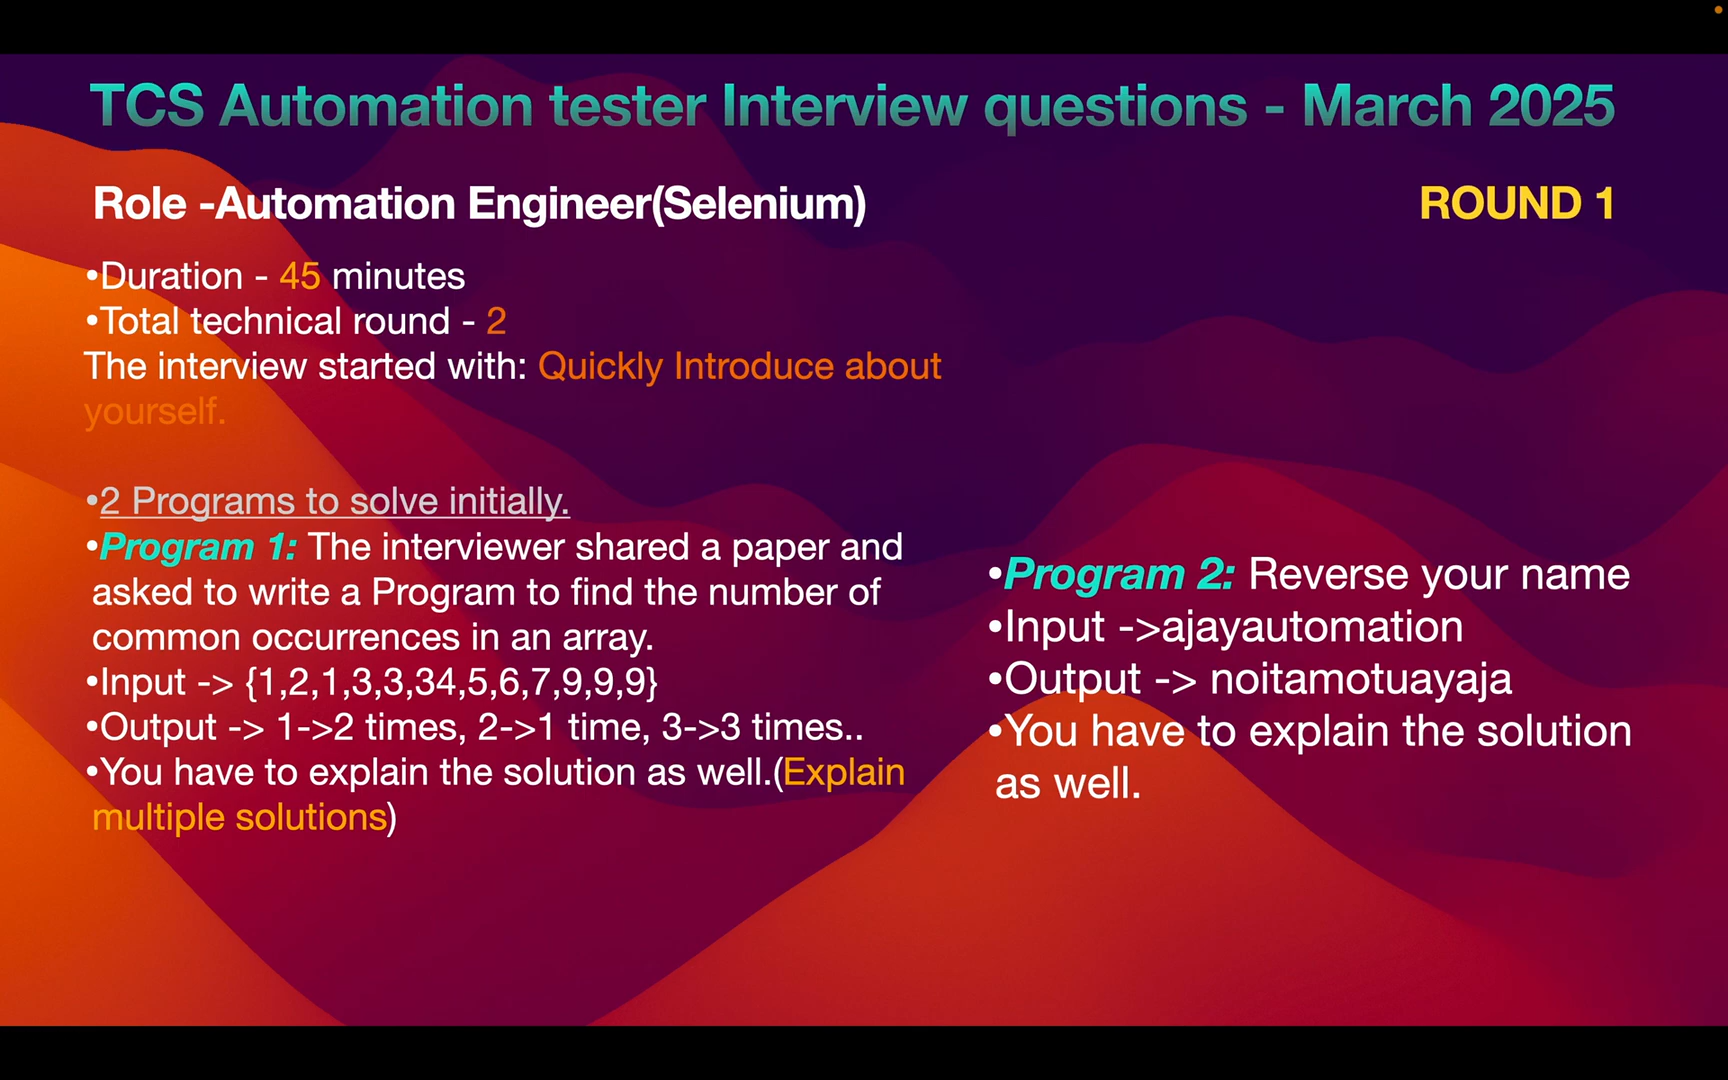 TCS Automation tester Interview questions - March 2025
Role -Automation Engineer(Selenium)
ROUND 1
•Duration - 45 minutes
•Total technical round - 2
The interview started with: Quickly Introduce about
yourself.
•2 Programs to solve initially.
•Program 1: The interviewer shared a paper and
asked to write a Program to find the number of
common occurrences in an array.
•Input -> {1,2,1,3,3,34,5,6,7,9,9,9}
•Output -> 1->2 times, 2->1 time, 3->3 times..
•You have to explain the solution as well.(Explain
multiple solutions)
•Program 2: Reverse your name
•Input ->ajayautomation
•Output -> noitamotuayaja
•You have to explain the solution
as well.